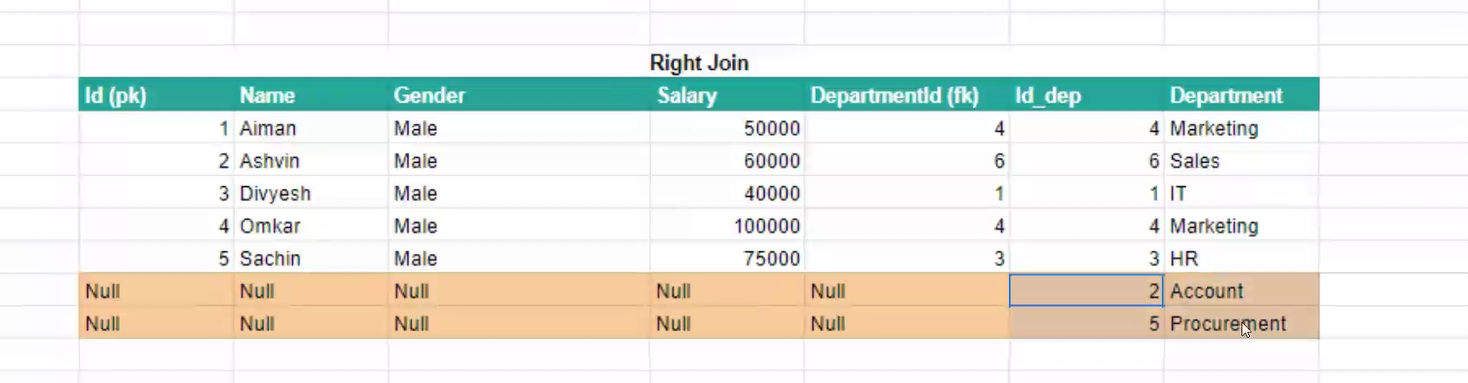 Right Join
Id (pk) Name Gender Salary DepartmentId (fk) Id_dep Department
1 Aiman Male 50000 4 4 Marketing
2 Ashvin Male 60000 6 6 Sales
3 Divyesh Male 40000 1 1 IT
4 Omkar Male 100000 4 4 Marketing
5 Sachin Male 75000 3 3 HR
Null Null Null Null Null 2 Account
Null Null Null Null Null 5 Procurement